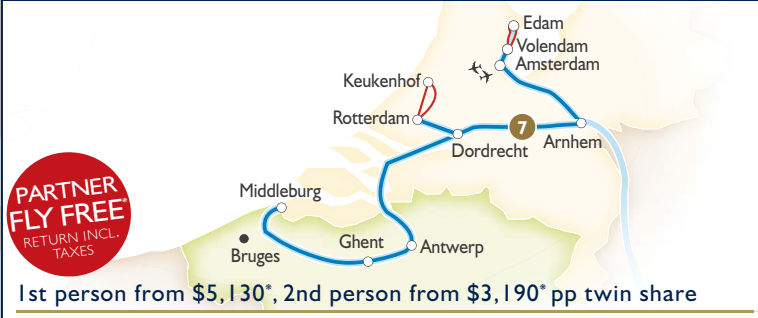 Edam
Volendam
Amsterdam
Keukenhof
Rotterdam
7
Dordrecht
Arnhem
PARTNER
FLY FREE*
RETURN INCL.
TAXES
Middleburg
Bruges
Ghent
Antwerp
1st person from $5,130*, 2nd person from $3,190* pp twin share